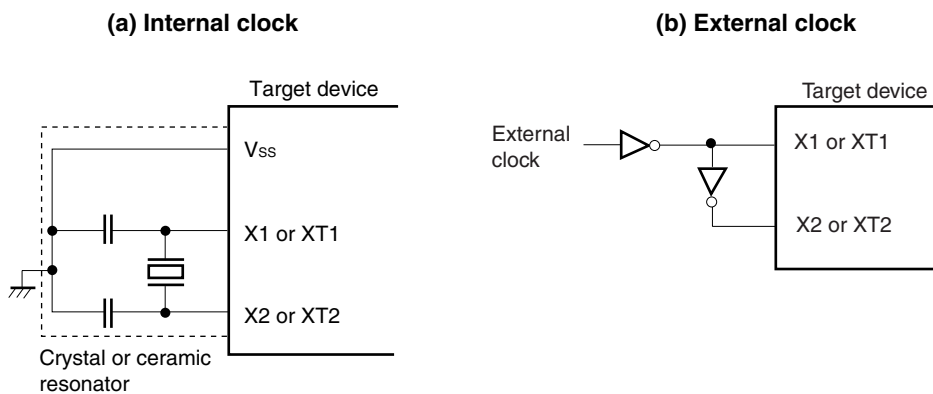 (a) Internal clock
Target device
Vss
X1 or XT1
X2 or XT2
Crystal or ceramic
resonator
(b) External clock
Target device
External
clock
X1 or XT1
X2 or XT2